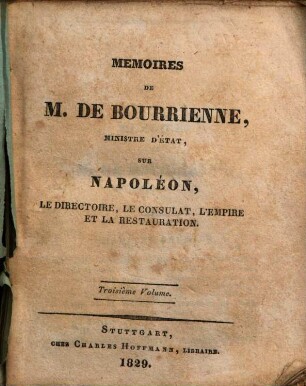 MEMOIRES
DE
M. DE BOURRIENNE,
MINISTRE D'ÉTAT,
SUR
NAPOLÉON,
LE DIRECTOIRE, LE CONSULAT, L'EMPIRE
ET LA RESTAURATION.
Troisième Volume.
STUTTGART,
CHEZ CHARLES HOFFMANN, LIBRAIRE.
1829.